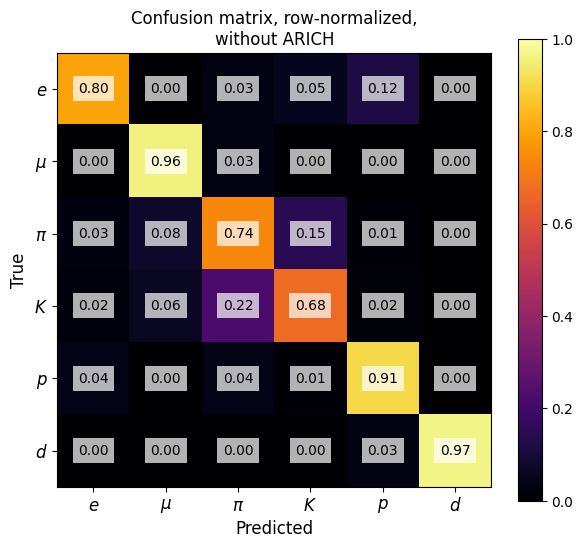 Confusion matrix, row-normalized,
without ARICH
True
e 0.80 0.00 0.03 0.05 0.12 0.00
μ 0.00 0.96 0.03 0.00 0.00 0.00
π 0.03 0.08 0.74 0.15 0.01 0.00
K 0.02 0.06 0.22 0.68 0.02 0.00
p 0.04 0.00 0.04 0.01 0.91 0.00
d 0.00 0.00 0.00 0.00 0.03 0.97
e μ π K p d
Predicted
1.0
0.8
0.6
0.4
0.2
0.0